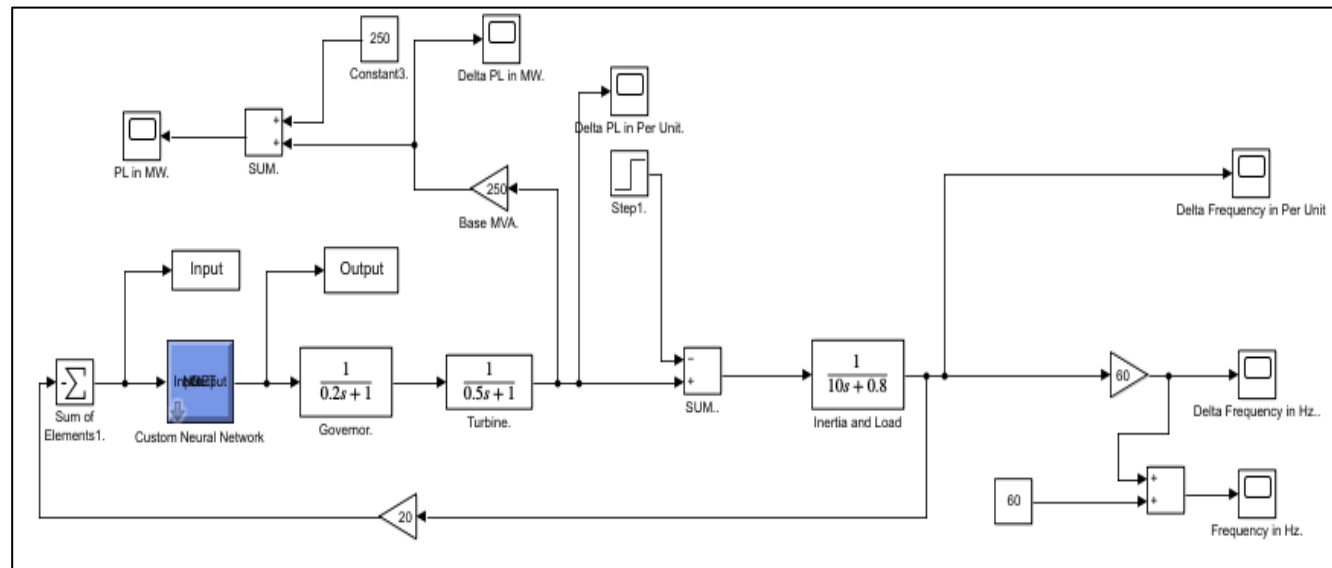 250
Constant3.
Delta PL in MW.
Delta PL in Per Unit.
+
+
SUM.
PL in MW.
250
Base MVA.
Step1.
Delta Frequency in Per Unit
Input
Output
-Σ
Sum of
Elements1.
Custom Neural Network
1
0.2s + 1
Governor.
1
0.5s + 1
Turbine.
−
+
SUM..
1
10s + 0.8
Inertia and Load
60
Delta Frequency in Hz..
20
60
+
+
Frequency in Hz.